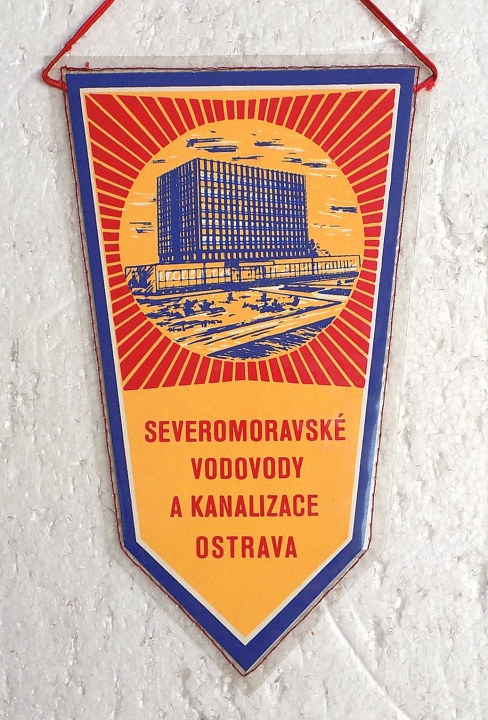 SEVEROMORAVSKÉ
VODOVODY
A KANALIZACE
OSTRAVA